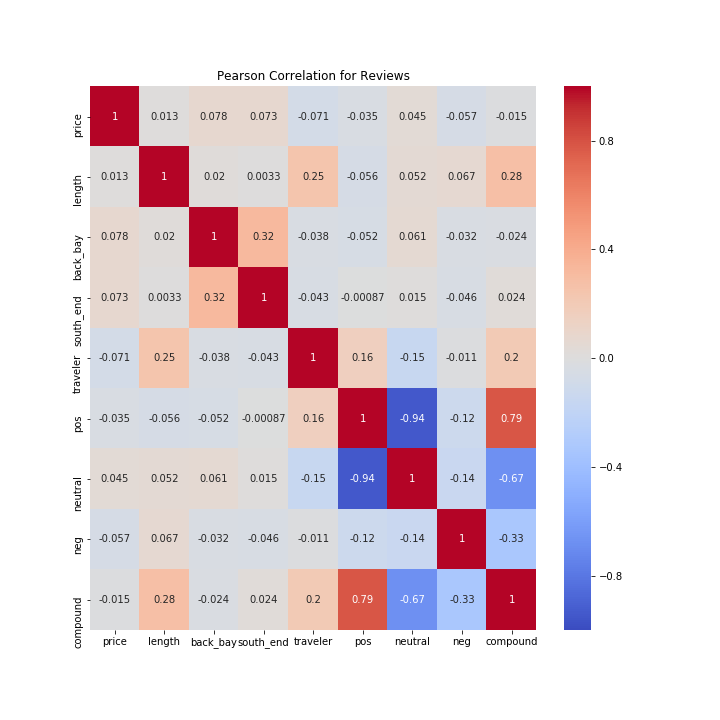 Pearson Correlation for Reviews
price 1 0.013 0.078 0.073 -0.071 -0.035 0.045 -0.057 -0.015
length 0.013 1 0.02 0.0033 0.25 -0.056 0.052 0.067 0.28
back_bay 0.078 0.02 1 0.32 -0.038 -0.052 0.061 -0.032 -0.024
south_end 0.073 0.0033 0.32 1 -0.043 -0.00087 0.015 -0.046 0.024
traveler -0.071 0.25 -0.038 -0.043 1 0.16 -0.15 -0.011 0.2
pos -0.035 -0.056 -0.052 -0.00087 0.16 1 -0.94 -0.12 0.79
neutral 0.045 0.052 0.061 0.015 -0.15 -0.94 1 -0.14 -0.67
neg -0.057 0.067 -0.032 -0.046 -0.011 -0.12 -0.14 1 -0.33
compound -0.015 0.28 -0.024 0.024 0.2 0.79 -0.67 -0.33 1
price length back_bay south_end traveler pos neutral neg compound
0.8
0.4
0.0
−0.4
−0.8